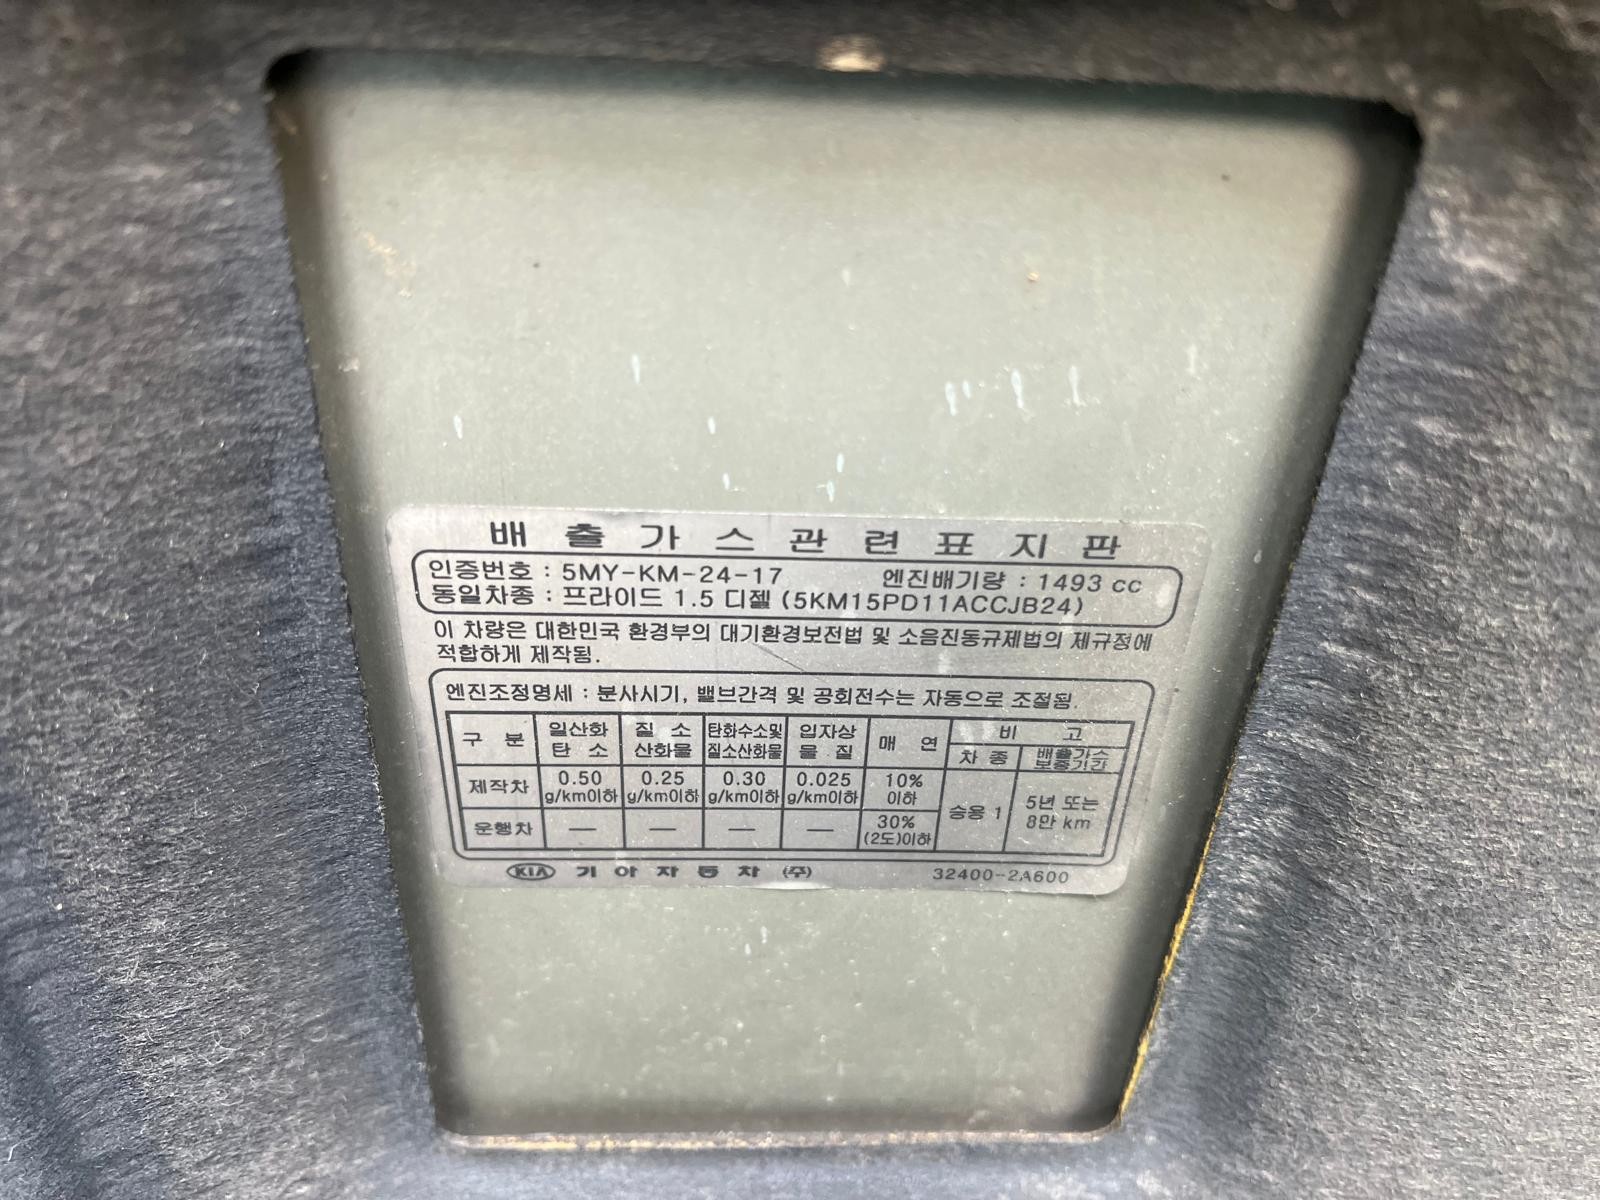 배출가스관련표지판
인증번호 : 5MY-KM-24-17 엔진배기량 : 1493 cc
동일차종 : 프라이드 1.5 디젤 (5KM15PD11ACCJB24)
이 차량은 대한민국 환경부의 대기환경보전법 및 소음진동규제법의 제규정에
적합하게 제작됨.
엔진조정명세 : 분사시기, 밸브간격 및 공회전수는 자동으로 조절됨.
구 분 일산화 탄 소 질 소 산화물 탄화수소및 질소산화물 입자상 물 질 매 연 비 고
차 종 배출가스 보증기간
제작차 0.50 g/km이하 0.25 g/km이하 0.30 g/km이하 0.025 g/km이하 10% 이하 승용 1 5년 또는 8만 km
운행차 — — — — 30% (2도)이하
KIA 기아자동차 (주) 32400-2A600